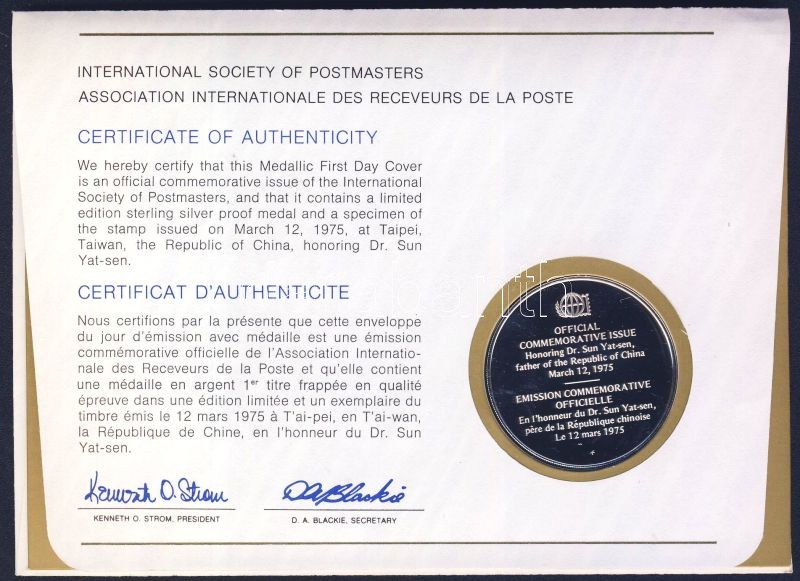 INTERNATIONAL SOCIETY OF POSTMASTERS
ASSOCIATION INTERNATIONALE DES RECEVEURS DE LA POSTE
CERTIFICATE OF AUTHENTICITY
We hereby certify that this Medallic First Day Cover
is an official commemorative issue of the International
Society of Postmasters, and that it contains a limited
edition sterling silver proof medal and a specimen of
the stamp issued on March 12, 1975, at Taipei,
Taiwan, the Republic of China, honoring Dr. Sun
Yat-sen.
CERTIFICAT D'AUTHENTICITE
Nous certifions par la présente que cette enveloppe
du jour d'émission avec médaille est une émission
commémorative officielle de l'Association Internatio-
nale des Receveurs de la Poste et qu'elle contient
une médaille en argent 1er titre frappée en qualité
épreuve dans une édition limitée et un exemplaire du
timbre émis le 12 mars 1975 à T'ai-pei, en T'ai-wan,
la République de Chine, en l'honneur du Dr. Sun
Yat-sen.
Kenneth O. Strom
KENNETH O. STROM, PRESIDENT
D A Blackie
D. A. BLACKIE, SECRETARY
OFFICIAL
COMMEMORATIVE ISSUE
Honoring Dr. Sun Yat-sen,
father of the Republic of China
March 12, 1975
EMISSION COMMEMORATIVE
OFFICIELLE
En l'honneur du Dr. Sun Yat-sen,
père de la République chinoise
Le 12 mars 1975